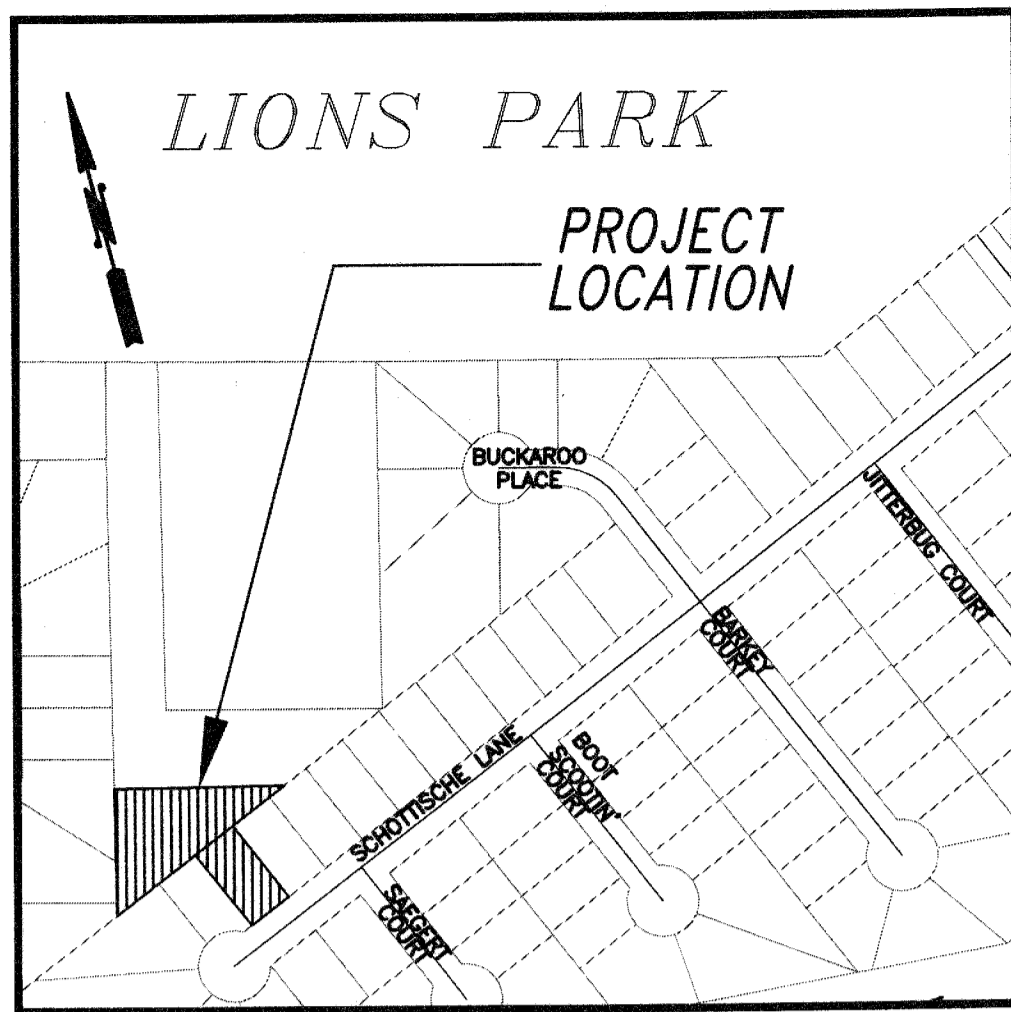 LIONS PARK
PROJECT
LOCATION
BUCKAROO
PLACE
JITTERBUG COURT
BARKEY
COURT
BOOT
SCOOTIN'
COURT
SCHOTTISCHE LANE
SAEGERT
COURT